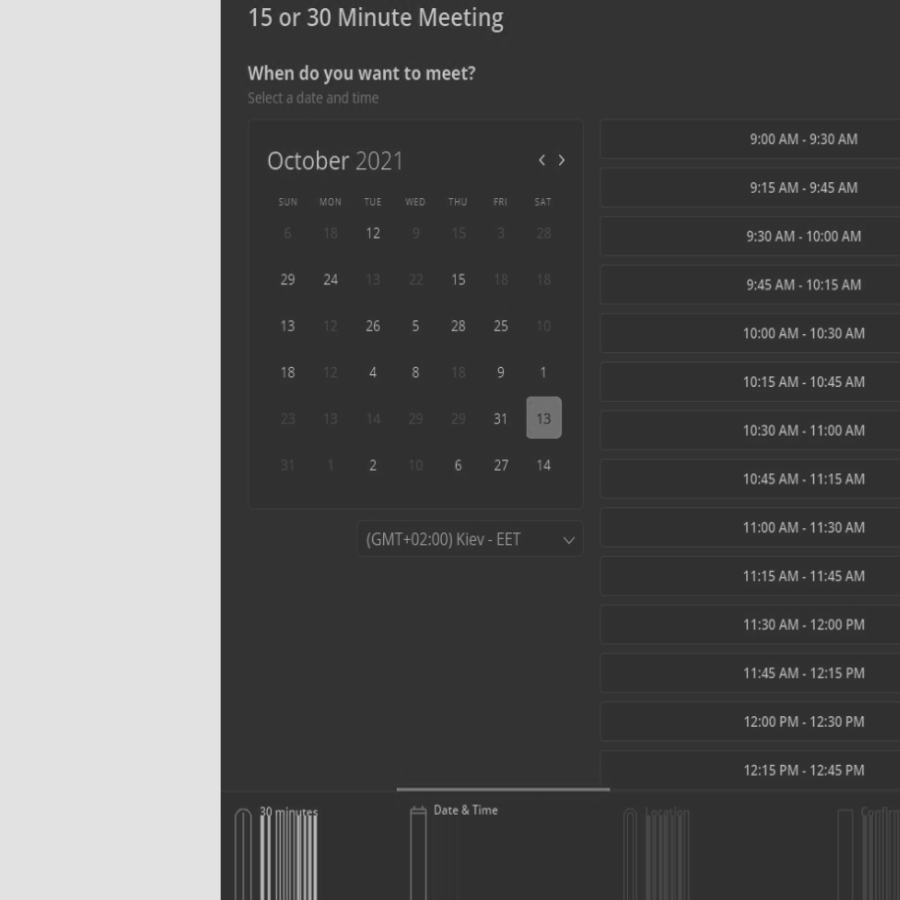 15 or 30 Minute Meeting
When do you want to meet?
Select a date and time
October 2021
SUN MON TUE WED THU FRI SAT
6 18 12 9 15 3 28
29 24 13 22 15 18 18
13 12 26 5 28 25 10
18 12 4 8 18 9 1
23 13 14 29 29 31 13
31 1 2 10 6 27 14
(GMT+02:00) Kiev - EET
9:00 AM - 9:30 AM
9:15 AM - 9:45 AM
9:30 AM - 10:00 AM
9:45 AM - 10:15 AM
10:00 AM - 10:30 AM
10:15 AM - 10:45 AM
10:30 AM - 11:00 AM
10:45 AM - 11:15 AM
11:00 AM - 11:30 AM
11:15 AM - 11:45 AM
11:30 AM - 12:00 PM
11:45 AM - 12:15 PM
12:00 PM - 12:30 PM
12:15 PM - 12:45 PM
30 minutes
Date & Time
Location